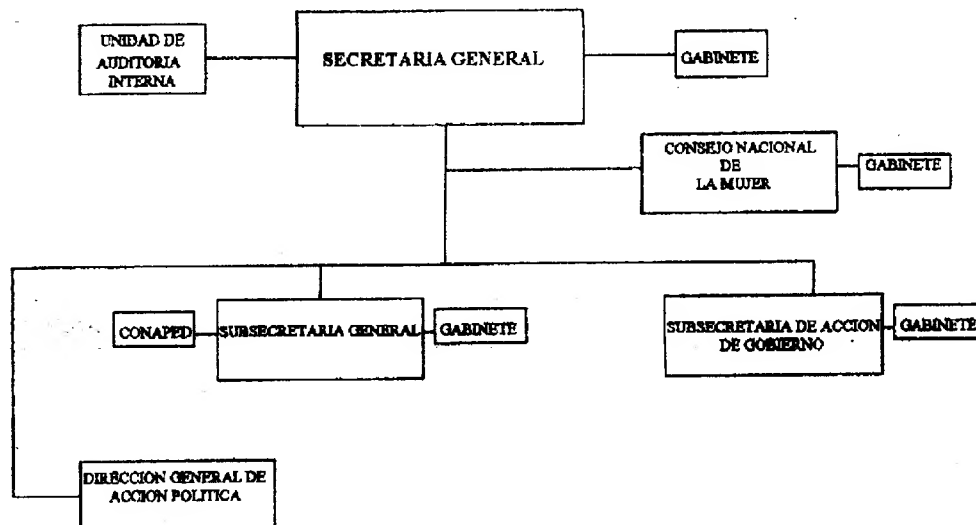 UNIDAD DE
AUDITORIA
INTERNA
SECRETARIA GENERAL
GABINETE
CONSEJO NACIONAL
DE
LA MUJER
GABINETE
CONAPED
SUBSECRETARIA GENERAL
GABINETE
SUBSECRETARIA DE ACCION
DE GOBIERNO
GABINETE
DIRECCION GENERAL DE
ACCION POLITICA